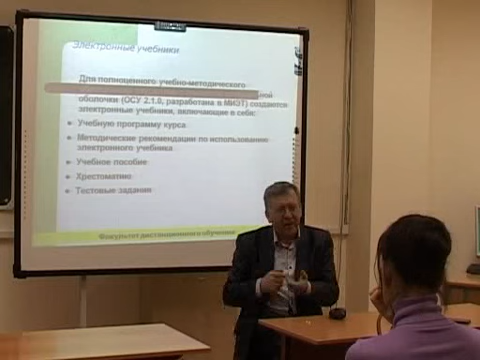 Электронные учебники
Для полноценного учебно-методического
оболочки (ОСУ 2.1.0, разработана в МИЭТ) создаются
электронные учебники, включающие в себя:
Учебную программу курса
Методические рекомендации по использованию
электронного учебника
Учебное пособие
Хрестоматию
Тестовые задания
Факультет дистанционного обучения